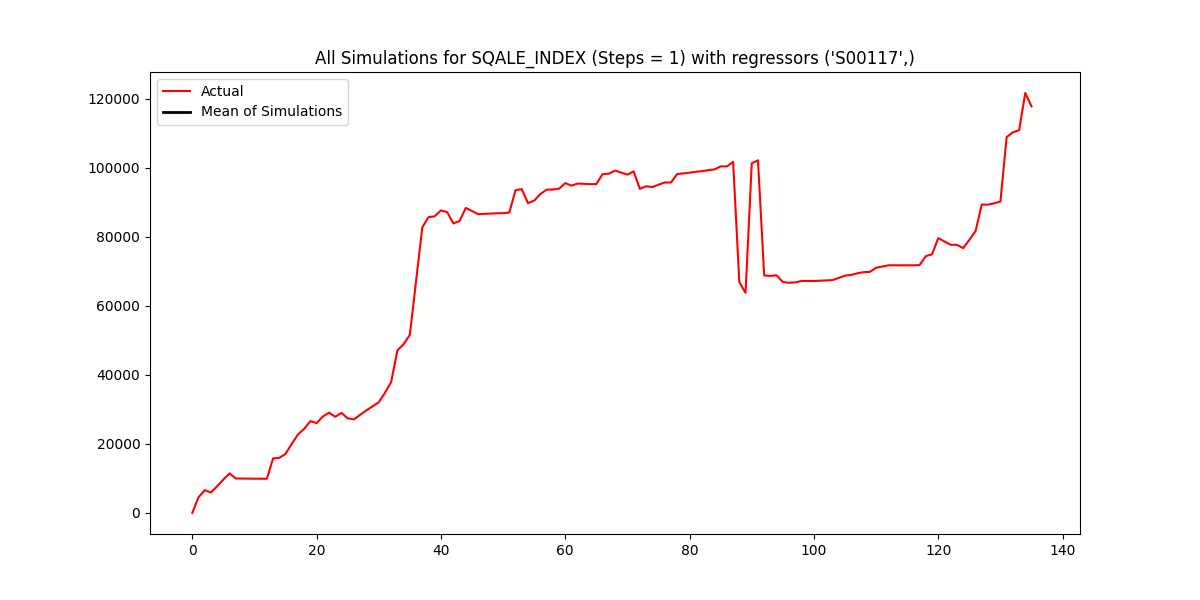 All Simulations for SQALE_INDEX (Steps = 1) with regressors ('S00117',)
Actual
Mean of Simulations
120000
100000
80000
60000
40000
20000
0
0 20 40 60 80 100 120 140